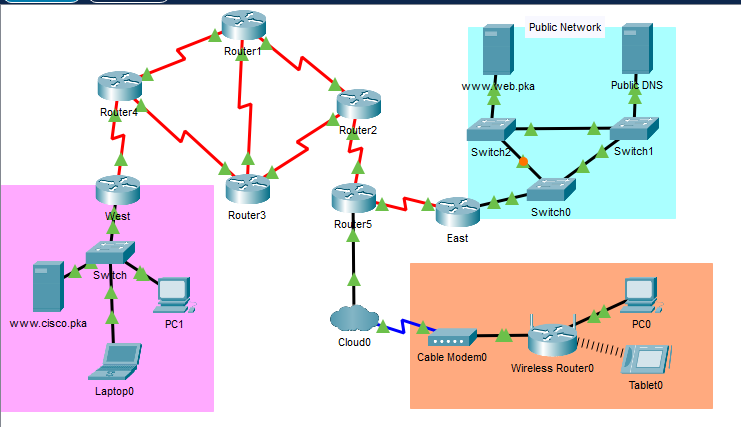 Public Network
Router1
www.web.pka
Public DNS
Router4
Router2
Switch2
Switch1
West
Router3
Router5
Switch0
East
Switch
www.cisco.pka
PC1
Cloud0
Cable Modem0
PC0
Wireless Router0
Tablet0
Laptop0